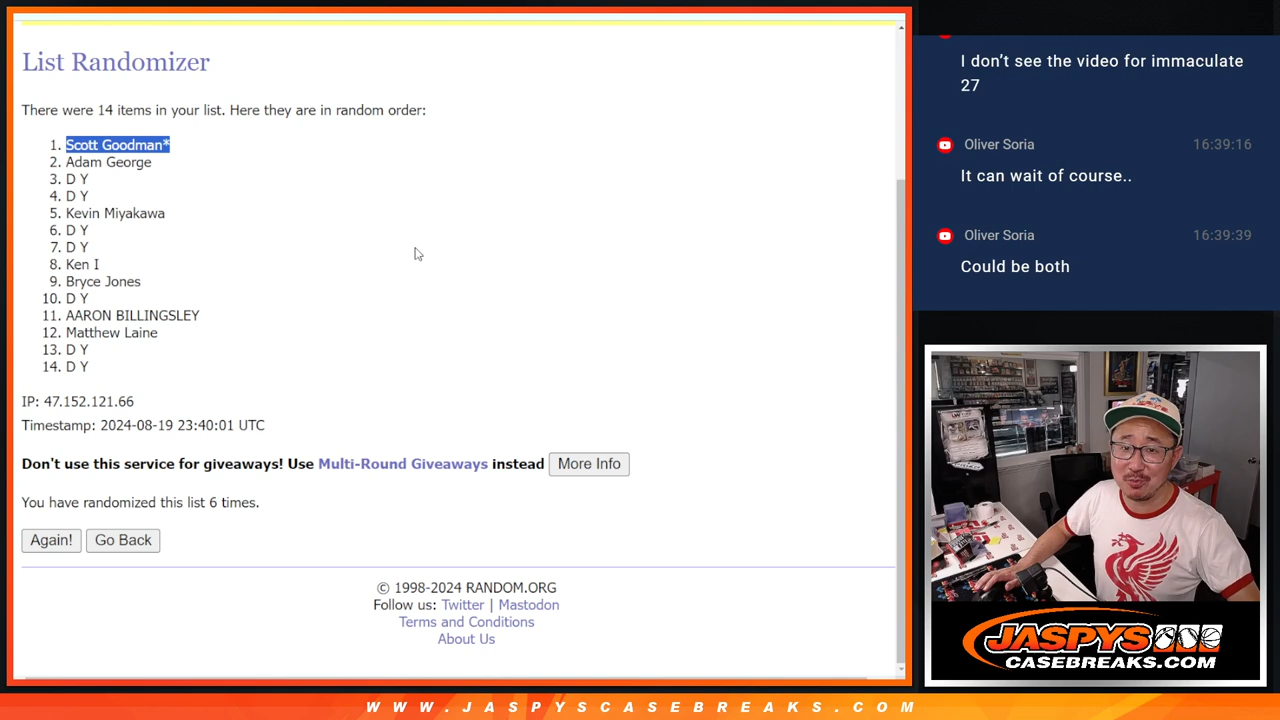 List Randomizer
There were 14 items in your list. Here they are in random order:
1. Scott Goodman*
2. Adam George
3. D Y
4. D Y
5. Kevin Miyakawa
6. D Y
7. D Y
8. Ken I
9. Bryce Jones
10. D Y
11. AARON BILLINGSLEY
12. Matthew Laine
13. D Y
14. D Y
IP: 47.152.121.66
Timestamp: 2024-08-19 23:40:01 UTC
Don't use this service for giveaways! Use Multi-Round Giveaways instead More Info
You have randomized this list 6 times.
Again! Go Back
© 1998-2024 RANDOM.ORG
Follow us: Twitter | Mastodon
Terms and Conditions
About Us
I don’t see the video for immaculate
27
Oliver Soria 16:39:16
It can wait of course..
Oliver Soria 16:39:39
Could be both
JASPYS
CASEBREAKS.COM
WWW.JASPYSCASEBREAKS.COM